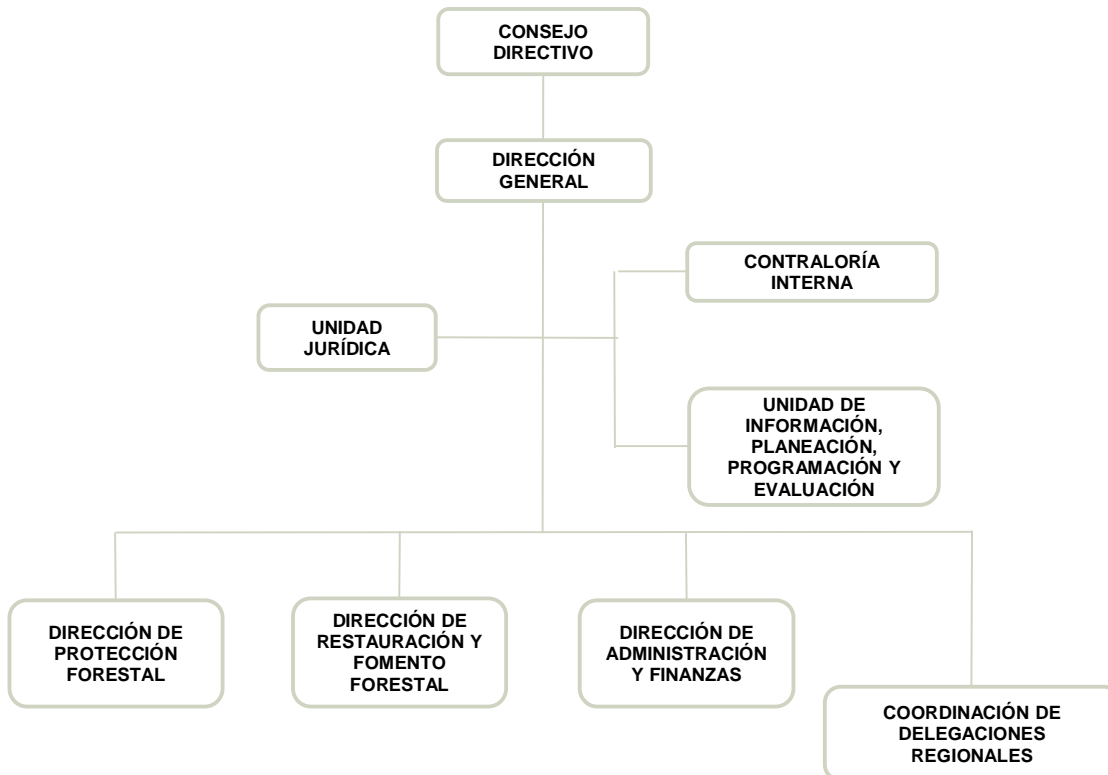 CONSEJO
DIRECTIVO
DIRECCIÓN
GENERAL
CONTRALORÍA
INTERNA
UNIDAD
JURÍDICA
UNIDAD DE
INFORMACIÓN,
PLANEACIÓN,
PROGRAMACIÓN Y
EVALUACIÓN
DIRECCIÓN DE
PROTECCIÓN
FORESTAL
DIRECCIÓN DE
RESTAURACIÓN Y
FOMENTO
FORESTAL
DIRECCIÓN DE
ADMINISTRACIÓN
Y FINANZAS
COORDINACIÓN DE
DELEGACIONES
REGIONALES